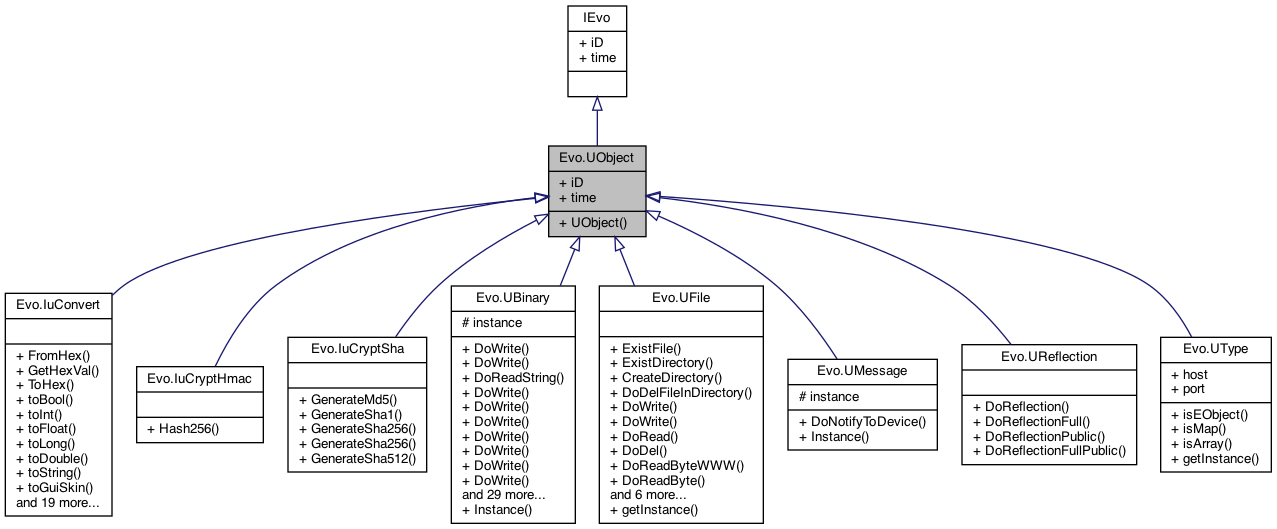 IEvo
+ iD
+ time
Evo.UObject
+ iD
+ time
+ UObject()
Evo.IuConvert
+ FromHex()
+ GetHexVal()
+ ToHex()
+ toBool()
+ toInt()
+ toFloat()
+ toLong()
+ toDouble()
+ toString()
+ toGuiSkin()
and 19 more...
Evo.IuCryptHmac
+ Hash256()
Evo.IuCryptSha
+ GenerateMd5()
+ GenerateSha1()
+ GenerateSha256()
+ GenerateSha256()
+ GenerateSha512()
Evo.UBinary
# instance
+ DoWrite()
+ DoWrite()
+ DoReadString()
+ DoWrite()
+ DoWrite()
+ DoWrite()
+ DoWrite()
+ DoWrite()
+ DoWrite()
+ DoWrite()
and 29 more...
+ Instance()
Evo.UFile
+ ExistFile()
+ ExistDirectory()
+ CreateDirectory()
+ DoDelFileInDirectory()
+ DoWrite()
+ DoWrite()
+ DoRead()
+ DoDel()
+ DoReadByteWWW()
+ DoReadByte()
and 6 more...
+ getInstance()
Evo.UMessage
# instance
+ DoNotifyToDevice()
+ Instance()
Evo.UReflection
+ DoReflection()
+ DoReflectionFull()
+ DoReflectionPublic()
+ DoReflectionFullPublic()
Evo.UType
+ host
+ port
+ isEObject()
+ isMap()
+ isArray()
+ getInstance()